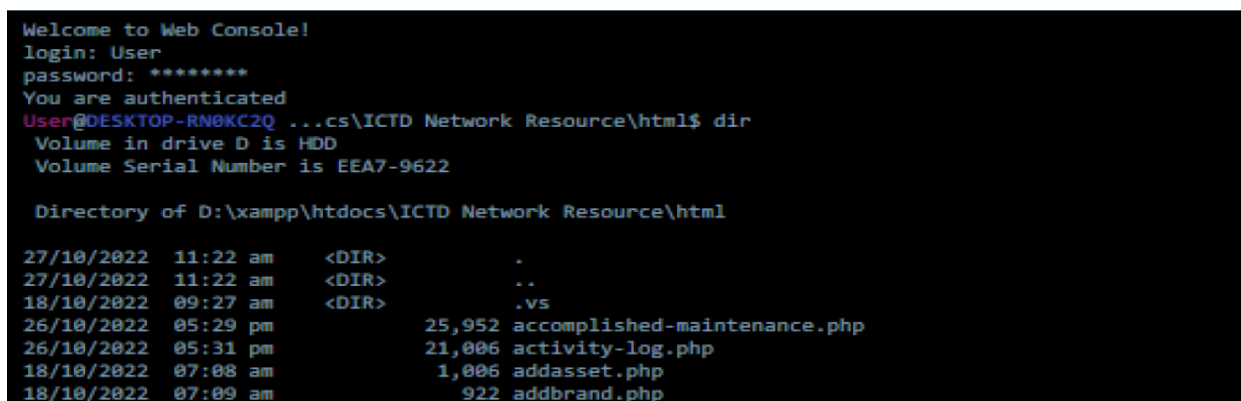 Welcome to Web Console!
login: User
password: ********
You are authenticated
User@DESKTOP-RN0KC2Q ...cs\ICTD Network Resource\html$ dir
Volume in drive D is HDD
Volume Serial Number is EEA7-9622
Directory of D:\xampp\htdocs\ICTD Network Resource\html
27/10/2022 11:22 am <DIR> .
27/10/2022 11:22 am <DIR> ..
18/10/2022 09:27 am <DIR> .vs
26/10/2022 05:29 pm 25,952 accomplished-maintenance.php
26/10/2022 05:31 pm 21,006 activity-log.php
18/10/2022 07:08 am 1,006 addasset.php
18/10/2022 07:09 am 922 addbrand.php